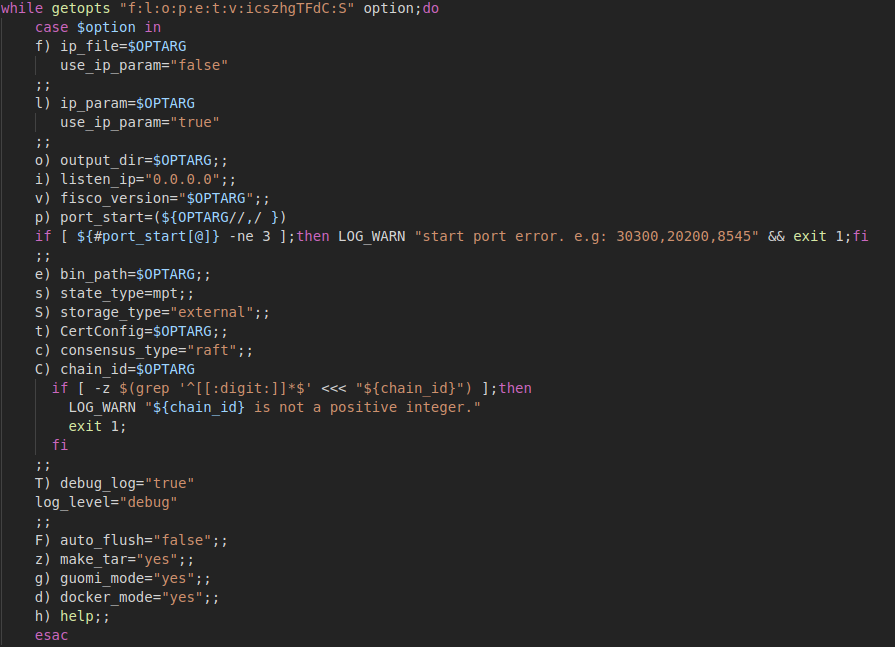 while getopts "f:l:o:p:e:t:v:icszhgTFdC:S" option;do
case $option in
f) ip_file=$OPTARG
use_ip_param="false"
;;
l) ip_param=$OPTARG
use_ip_param="true"
;;
o) output_dir=$OPTARG;;
i) listen_ip="0.0.0.0";;
v) fisco_version="$OPTARG";;
p) port_start=(${OPTARG//,/ })
if [ ${#port_start[@]} -ne 3 ];then LOG_WARN "start port error. e.g: 30300,20200,8545" && exit 1;fi
;;
e) bin_path=$OPTARG;;
s) state_type=mpt;;
S) storage_type="external";;
t) CertConfig=$OPTARG;;
c) consensus_type="raft";;
C) chain_id=$OPTARG
if [ -z $(grep '^[[:digit:]]*$' <<< "${chain_id}") ];then
LOG_WARN "${chain_id} is not a positive integer."
exit 1;
fi
;;
T) debug_log="true"
log_level="debug"
;;
F) auto_flush="false";;
z) make_tar="yes";;
g) guomi_mode="yes";;
d) docker_mode="yes";;
h) help;;
esac